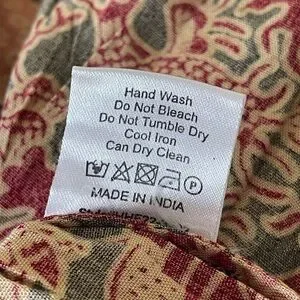 Hand Wash
Do Not Bleach
Do Not Tumble Dry
Cool Iron
Can Dry Clean
P
MADE IN INDIA